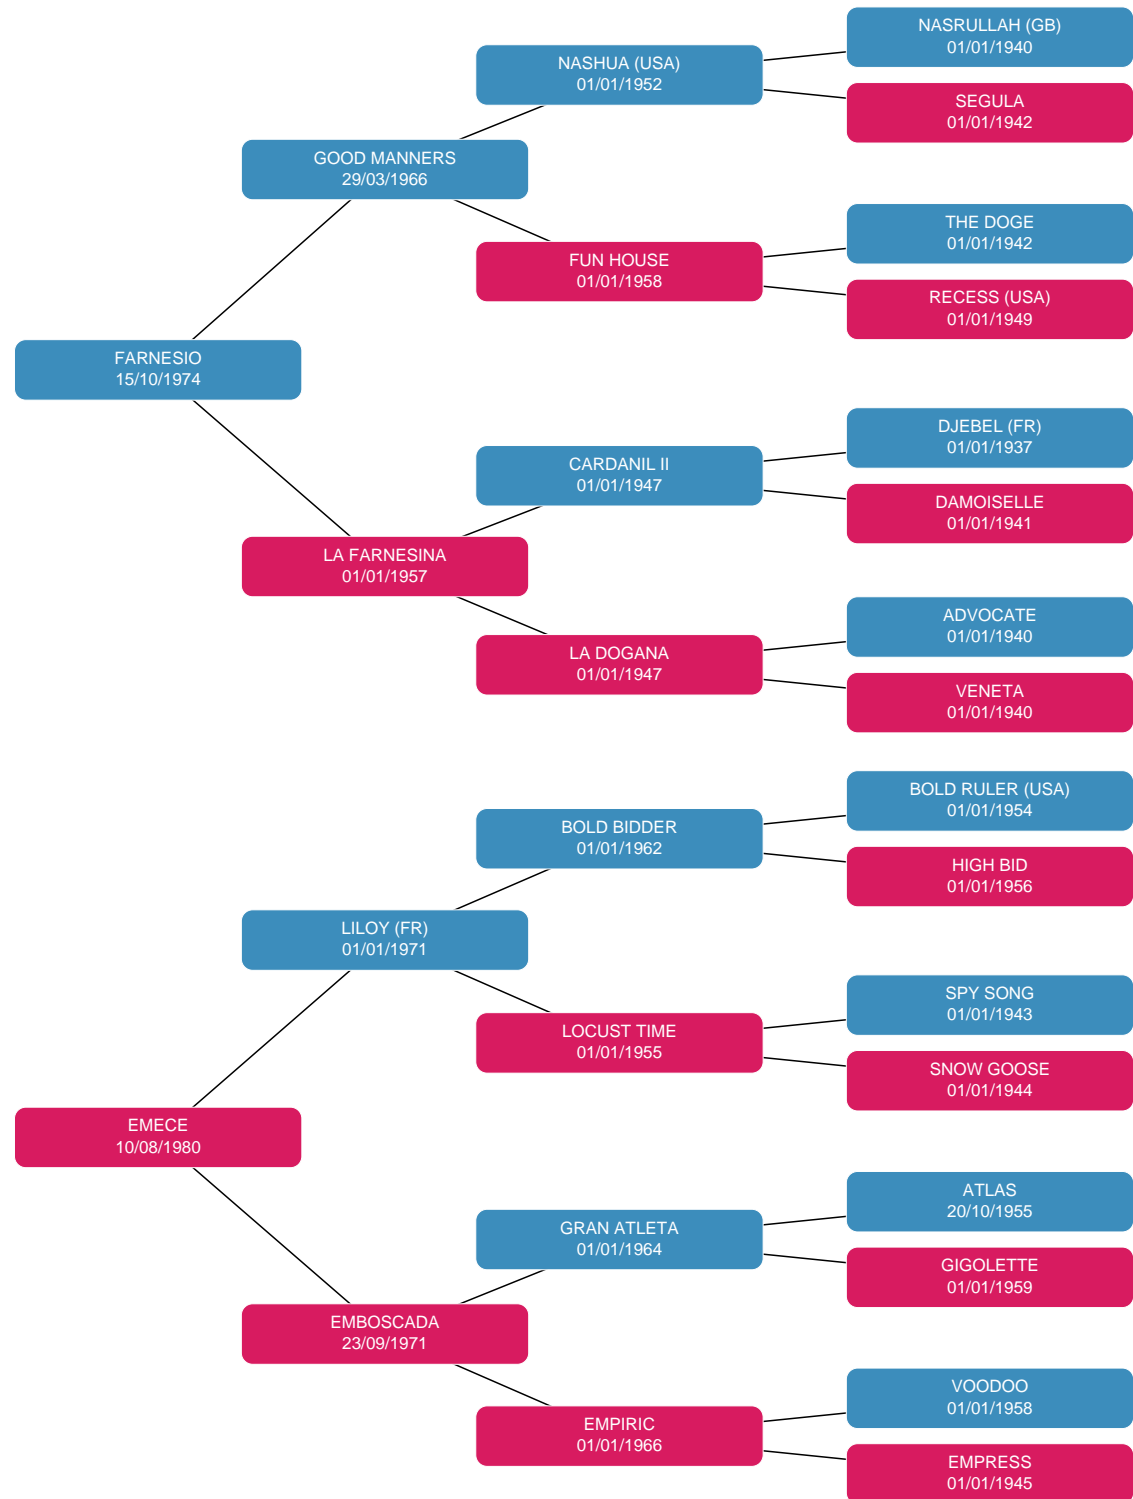 NASRULLAH (GB)
01/01/1940
NASHUA (USA)
01/01/1952
SEGULA
01/01/1942
GOOD MANNERS
29/03/1966
THE DOGE
01/01/1942
FUN HOUSE
01/01/1958
RECESS (USA)
01/01/1949
FARNESIO
15/10/1974
DJEBEL (FR)
01/01/1937
CARDANIL II
01/01/1947
DAMOISELLE
01/01/1941
LA FARNESINA
01/01/1957
ADVOCATE
01/01/1940
LA DOGANA
01/01/1947
VENETA
01/01/1940
BOLD RULER (USA)
01/01/1954
BOLD BIDDER
01/01/1962
HIGH BID
01/01/1956
LILOY (FR)
01/01/1971
SPY SONG
01/01/1943
LOCUST TIME
01/01/1955
SNOW GOOSE
01/01/1944
EMECE
10/08/1980
ATLAS
20/10/1955
GRAN ATLETA
01/01/1964
GIGOLETTE
01/01/1959
EMBOSCADA
23/09/1971
VOODOO
01/01/1958
EMPIRIC
01/01/1966
EMPRESS
01/01/1945